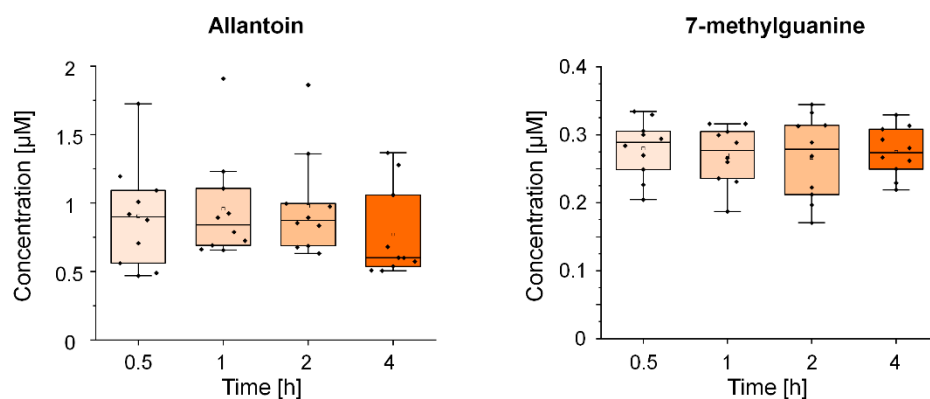 Allantoin
Concentration [µM]
2
1.5
1
0.5
0
0.5 1 2 4
Time [h]
7-methylguanine
Concentration [µM]
0.4
0.3
0.2
0.1
0
0.5 1 2 4
Time [h]